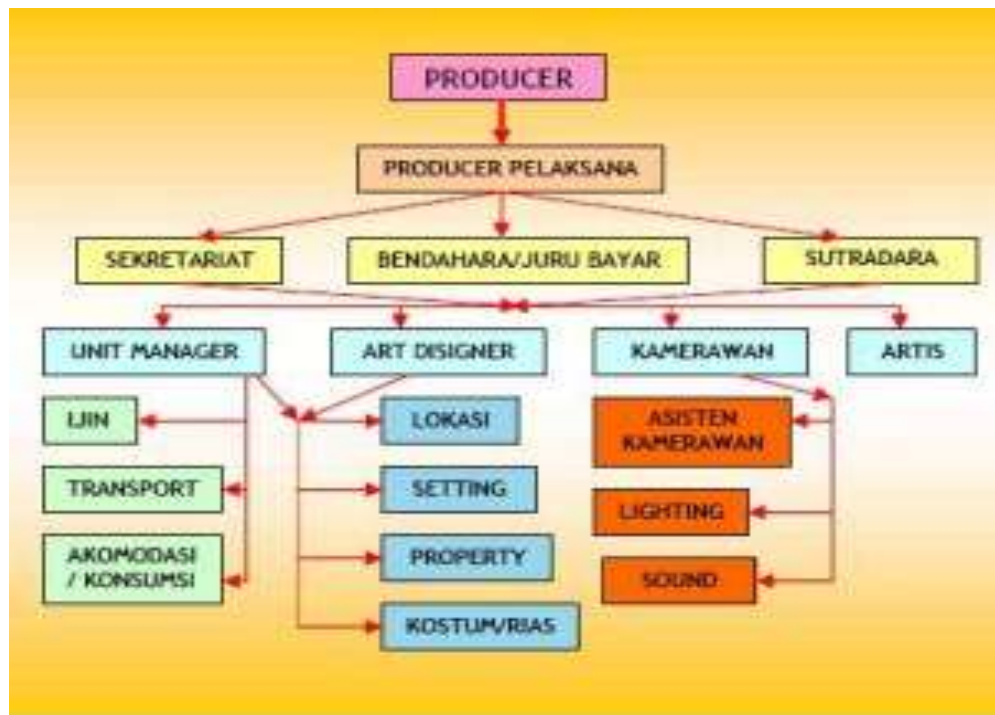 PRODUCER
PRODUCER PELAKSANA
SEKRETARIAT
BENDAHARA/JURU BAYAR
SUTRADARA
UNIT MANAGER
ART DISIGNER
KAMERAWAN
ARTIS
IJIN
LOKASI
ASISTEN
KAMERAWAN
TRANSPORT
SETTING
LIGHTING
AKOMODASI
/ KONSUMSI
PROPERTY
SOUND
KOSTUM/RIAS